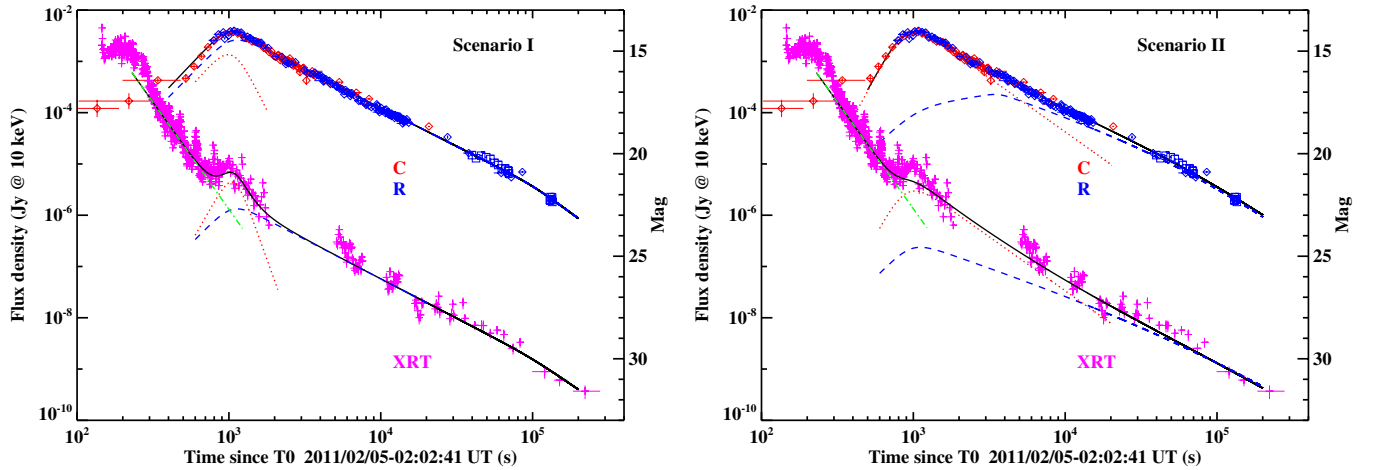 Scenario I
C
R
XRT
Flux density (Jy @ 10 keV)
10^-2
10^-4
10^-6
10^-8
10^-10
Mag
15
20
25
30
10^2
10^3
10^4
10^5
Time since T0 2011/02/05-02:02:41 UT (s)
Scenario II
C
R
XRT
Flux density (Jy @ 10 keV)
10^-2
10^-4
10^-6
10^-8
10^-10
Mag
15
20
25
30
10^2
10^3
10^4
10^5
Time since T0 2011/02/05-02:02:41 UT (s)